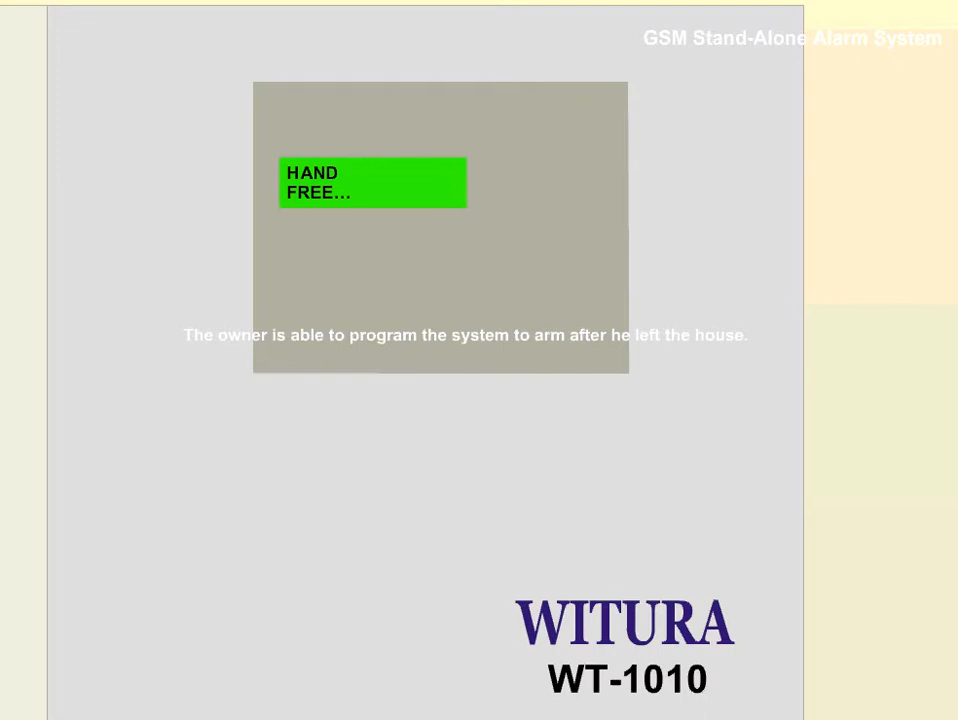 GSM Stand-Alone Alarm System
HAND
FREE...
The owner is able to program the system to arm after he left the house.
WITURA
WT-1010